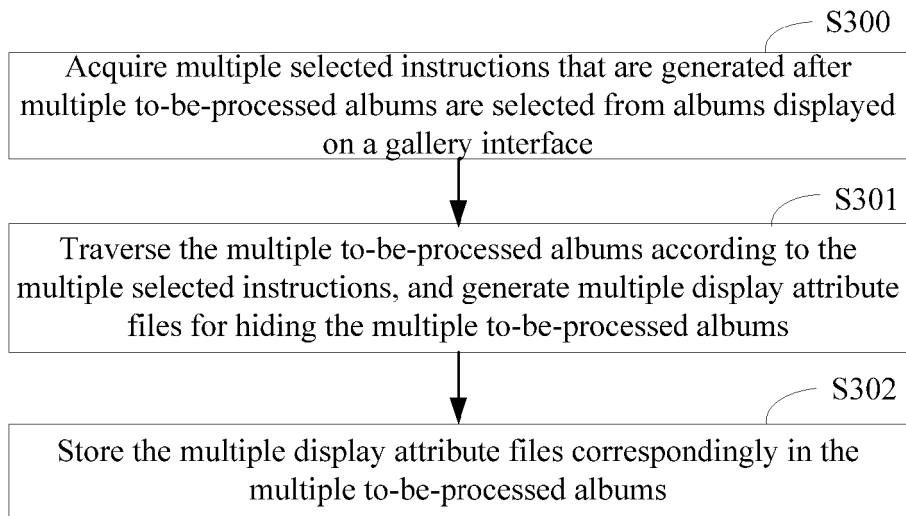 S300
Acquire multiple selected instructions that are generated after
multiple to-be-processed albums are selected from albums displayed
on a gallery interface
S301
Traverse the multiple to-be-processed albums according to the
multiple selected instructions, and generate multiple display attribute
files for hiding the multiple to-be-processed albums
S302
Store the multiple display attribute files correspondingly in the
multiple to-be-processed albums